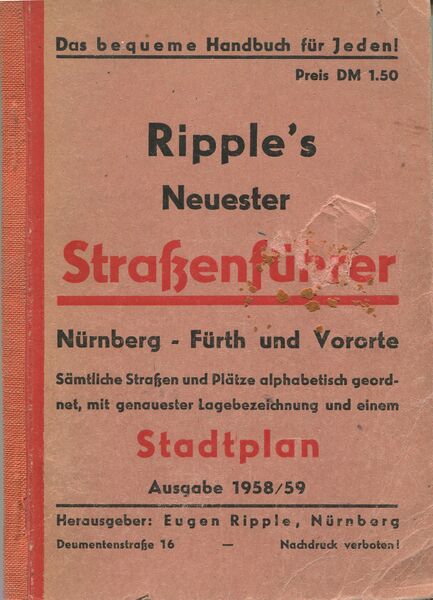 Das bequeme Handbuch für Jeden!
Preis DM 1.50
Ripple's
Neuester
Straßenführer
Nürnberg - Fürth und Vororte
Sämtliche Straßen und Plätze alphabetisch geord-
net, mit genauester Lagebezeichnung und einem
Stadtplan
Ausgabe 1958/59
Herausgeber: Eugen Ripple, Nürnberg
Deumentenstraße 16 — Nachdruck verboten!